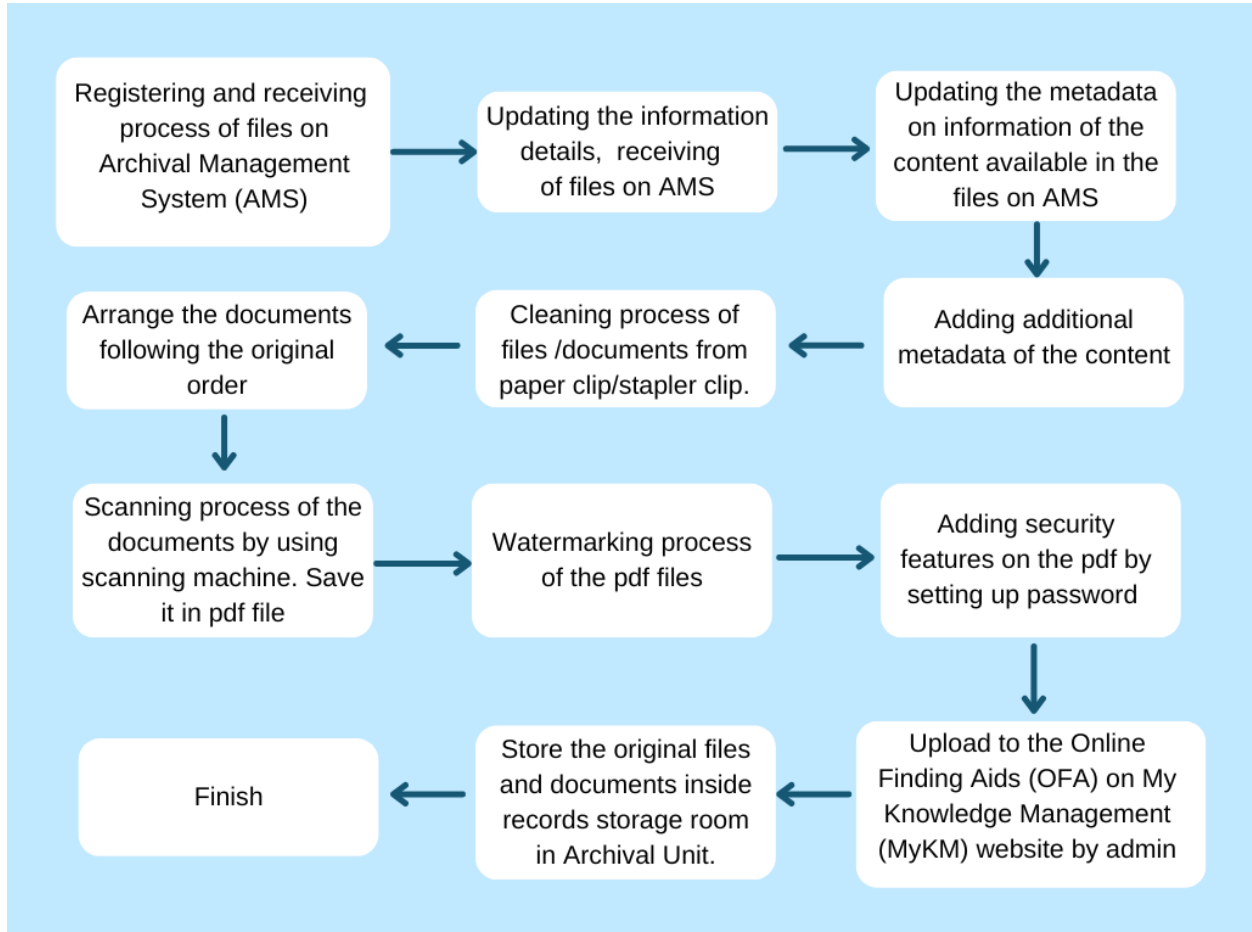 Registering and receiving
process of files on
Archival Management
System (AMS)
Updating the information
details, receiving
of files on AMS
Updating the metadata
on information of the
content available in the
files on AMS
Adding additional
metadata of the content
Cleaning process of
files /documents from
paper clip/stapler clip.
Arrange the documents
following the original
order
Scanning process of the
documents by using
scanning machine. Save
it in pdf file
Watermarking process
of the pdf files
Adding security
features on the pdf by
setting up password
Upload to the Online
Finding Aids (OFA) on My
Knowledge Management
(MyKM) website by admin
Store the original files
and documents inside
records storage room
in Archival Unit.
Finish